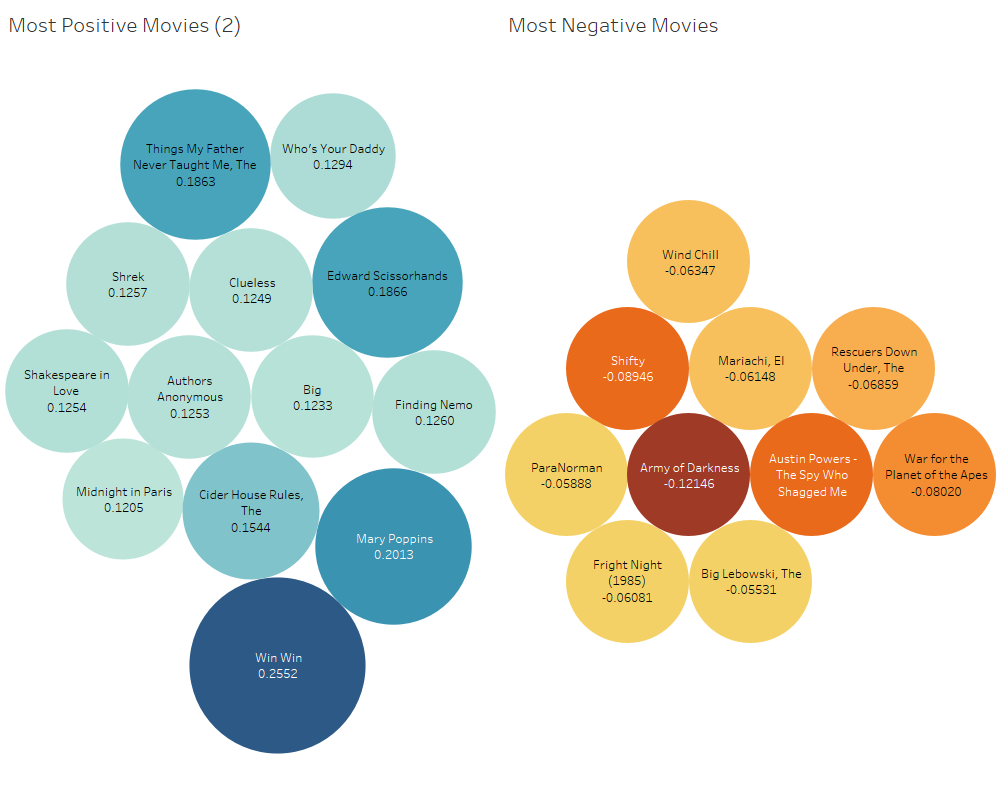 Most Positive Movies (2)
Things My Father
Never Taught Me, The
0.1863
Who's Your Daddy
0.1294
Shrek
0.1257
Clueless
0.1249
Edward Scissorhands
0.1866
Shakespeare in
Love
0.1254
Authors
Anonymous
0.1253
Big
0.1233
Finding Nemo
0.1260
Midnight in Paris
0.1205
Cider House Rules,
The
0.1544
Mary Poppins
0.2013
Win Win
0.2552
Most Negative Movies
Wind Chill
-0.06347
Shifty
-0.08946
Mariachi, El
-0.06148
Rescuers Down
Under, The
-0.06859
ParaNorman
-0.05888
Army of Darkness
-0.12146
Austin Powers -
The Spy Who
Shagged Me
War for the
Planet of the Apes
-0.08020
Fright Night
(1985)
-0.06081
Big Lebowski, The
-0.05531